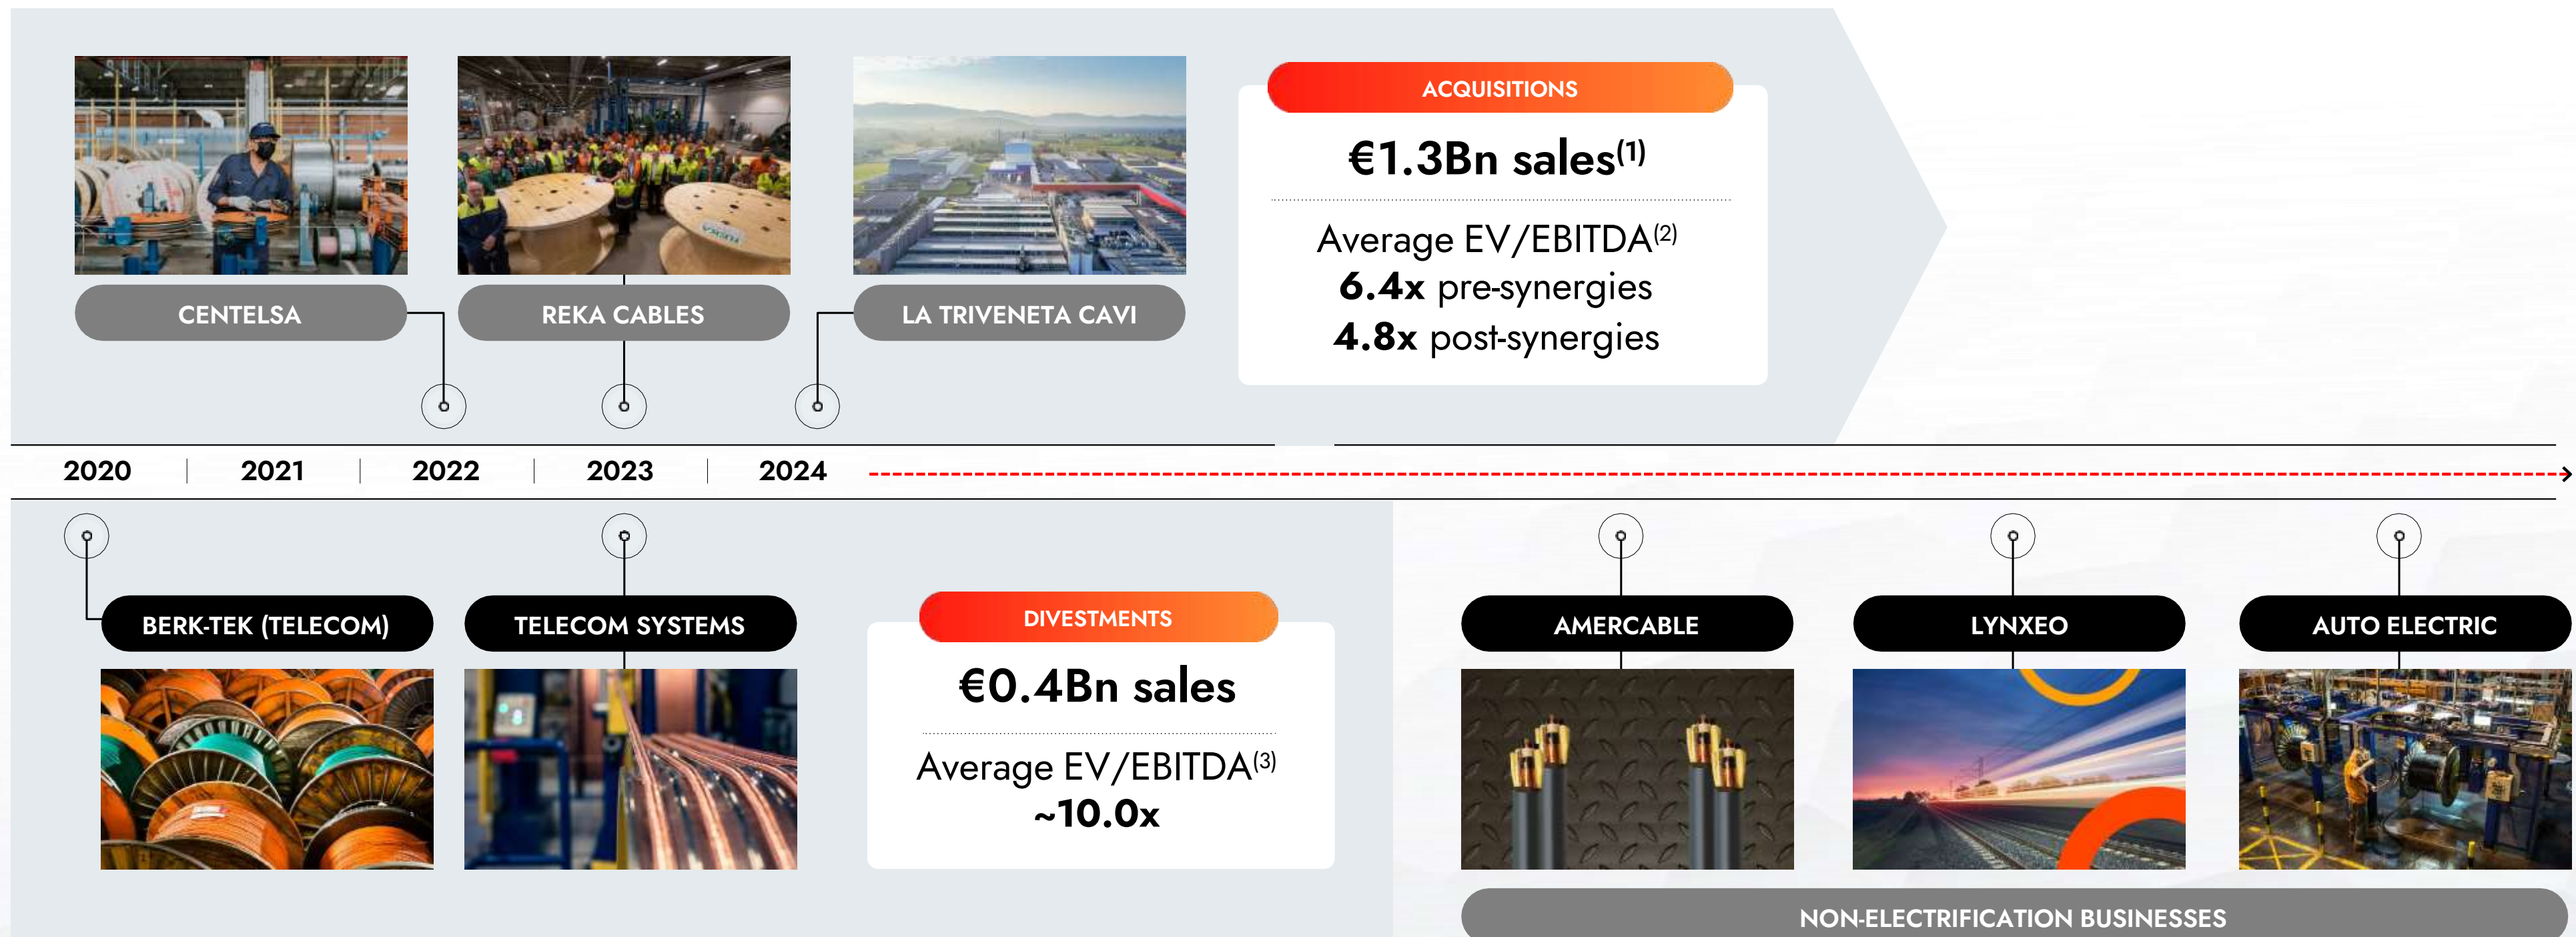 ACQUISITIONS
€1.3Bn sales(1)
Average EV/EBITDA(2)
6.4x pre-synergies
4.8x post-synergies
CENTELSA
REKA CABLES
LA TRIVENETA CAVI
2020
2021
2022
2023
2024
BERK-TEK (TELECOM)
TELECOM SYSTEMS
DIVESTMENTS
€0.4Bn sales
Average EV/EBITDA(3)
~10.0x
AMERCABLE
LYNXEO
AUTO ELECTRIC
NON-ELECTRIFICATION BUSINESSES